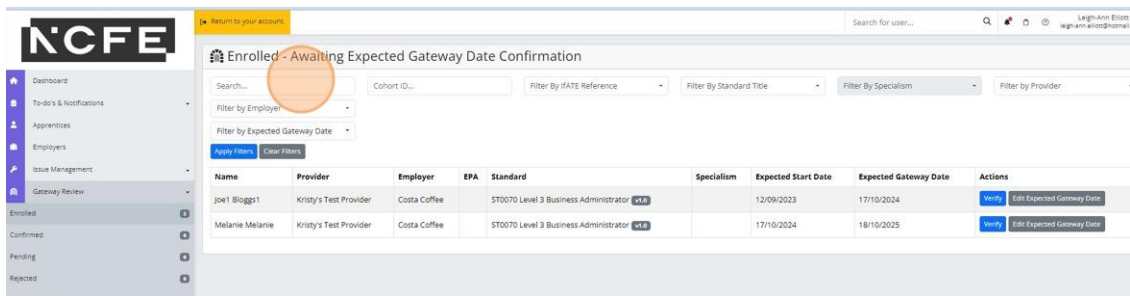 NCFE
Return to your account.
Search for user...
Leigh-Ann Elliott
leigh-ann.elliott@hotmail
Enrolled - Awaiting Expected Gateway Date Confirmation
Dashboard
To-do's & Notifications
Apprentices
Employers
Issue Management
Gateway Review
Enrolled
Confirmed
Pending
Rejected
Search...
Cohort ID...
Filter By IfATE Reference
Filter By Standard Title
Filter By Specialism
Filter by Provider
Filter by Employer
Filter by Expected Gateway Date
Apply Filters Clear Filters
Name Provider Employer EPA Standard Specialism Expected Start Date Expected Gateway Date Actions
Joe1 Bloggs1 Kristy's Test Provider Costa Coffee ST0070 Level 3 Business Administrator v1.0 12/09/2023 17/10/2024 Verify Edit Expected Gateway Date
Melanie Melanie Kristy's Test Provider Costa Coffee ST0070 Level 3 Business Administrator v1.0 17/10/2024 18/10/2025 Verify Edit Expected Gateway Date